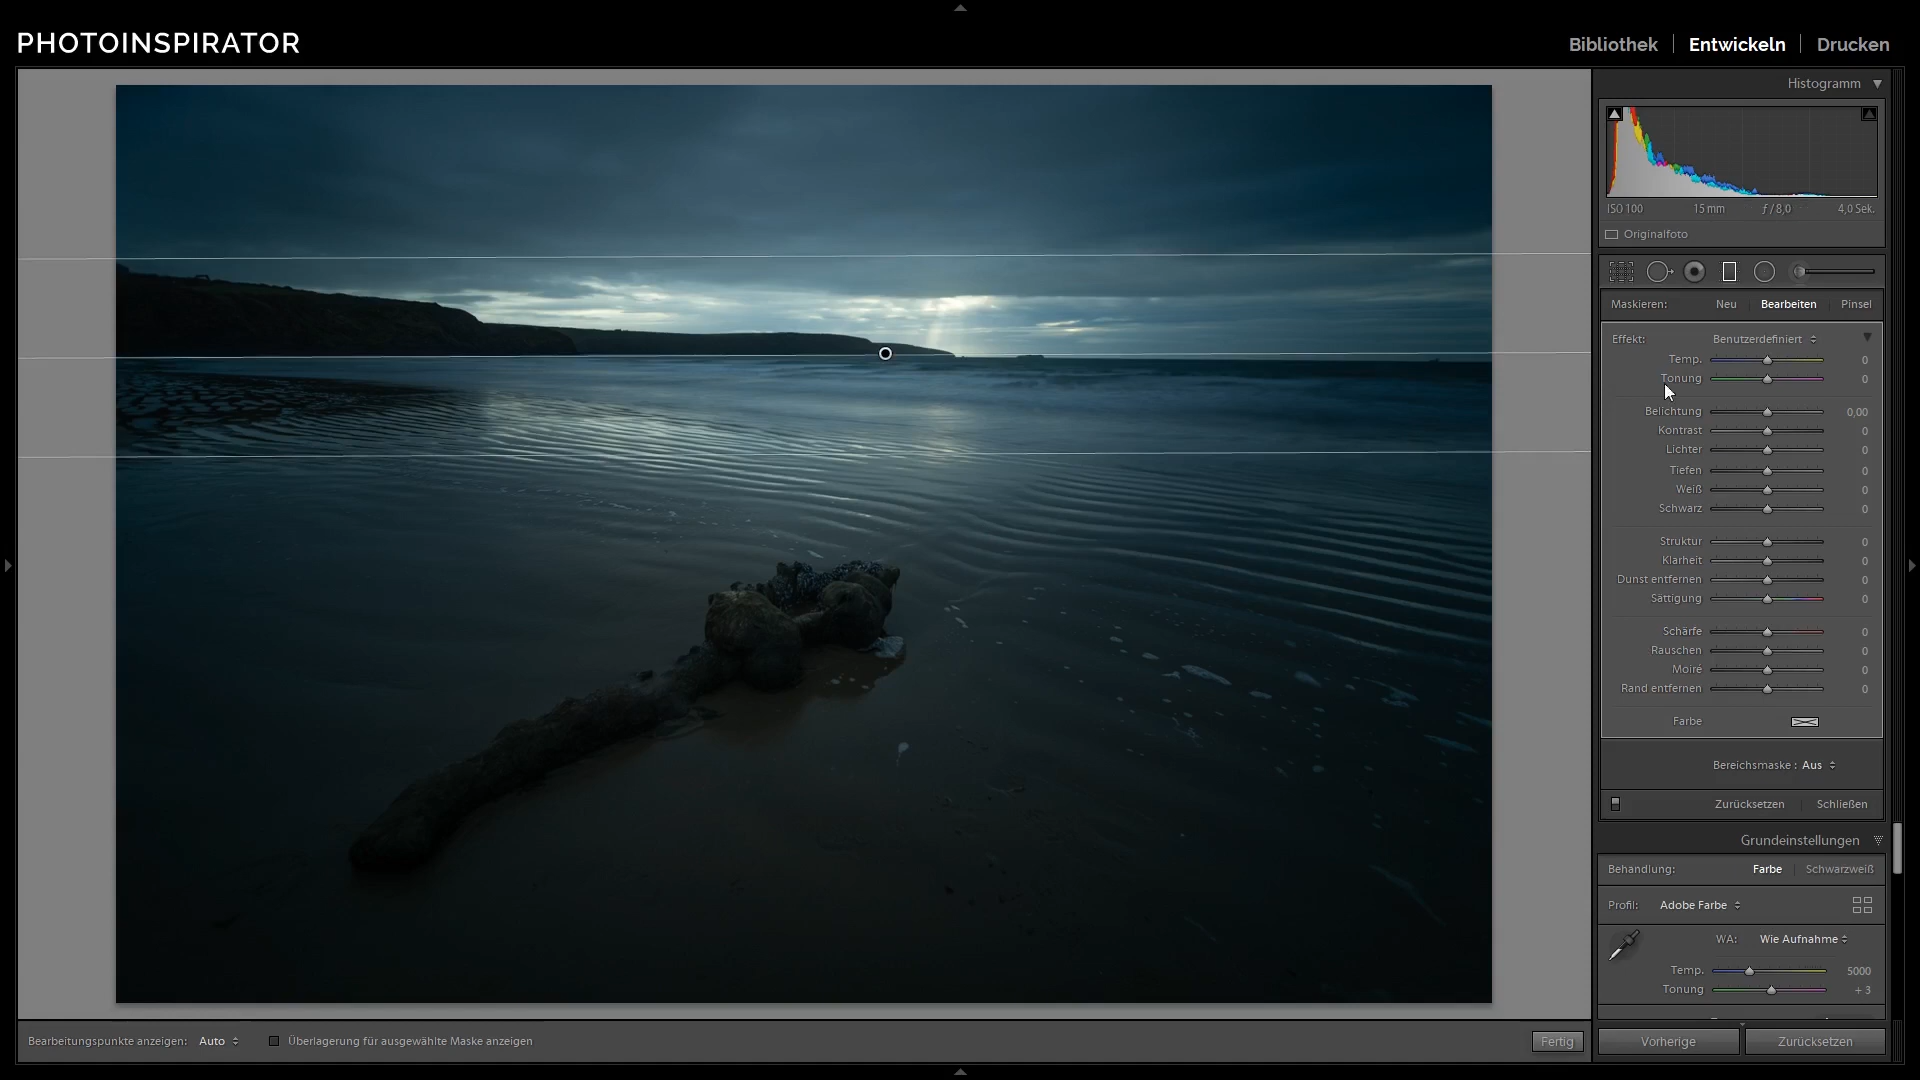 PHOTOINSPIRATOR
Bibliothek | Entwickeln | Drucken
Histogramm
ISO 100 15 mm ƒ / 8,0 4,0 Sek.
Originalfoto
Maskieren: Neu Bearbeiten Pinsel
Effekt: Benutzerdefiniert
Temp. 0
Tonung 0
Belichtung 0,00
Kontrast 0
Lichter 0
Tiefen 0
Weiß 0
Schwarz 0
Struktur 0
Klarheit 0
Dunst entfernen 0
Sättigung 0
Schärfe 0
Rauschen 0
Moiré 0
Rand entfernen 0
Farbe
Bereichsmaske : Aus
Zurücksetzen Schließen
Grundeinstellungen
Behandlung: Farbe Schwarzweiß
Profil: Adobe Farbe
WA: Wie Aufnahme
Temp. 5000
Tonung + 3
Bearbeitungspunkte anzeigen: Auto Überlagerung für ausgewählte Maske anzeigen Fertig
Vorherige Zurücksetzen